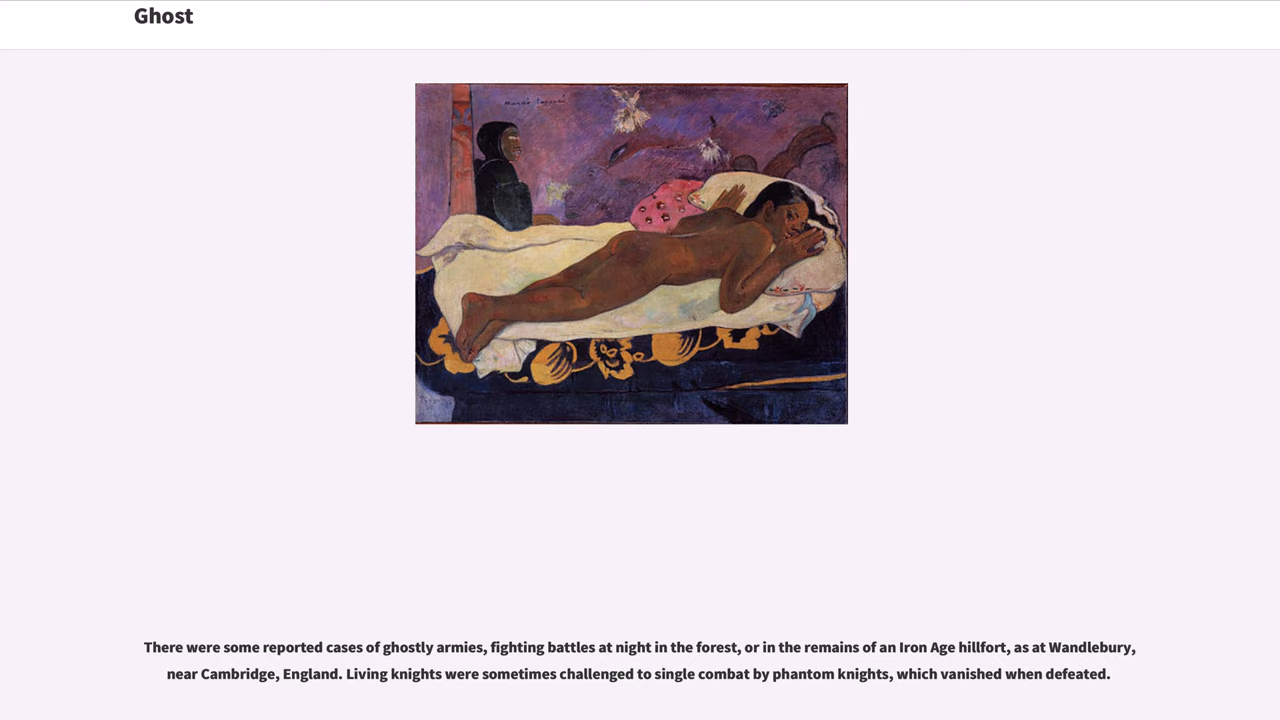 Ghost
There were some reported cases of ghostly armies, fighting battles at night in the forest, or in the remains of an Iron Age hillfort, as at Wandlebury,
near Cambridge, England. Living knights were sometimes challenged to single combat by phantom knights, which vanished when defeated.